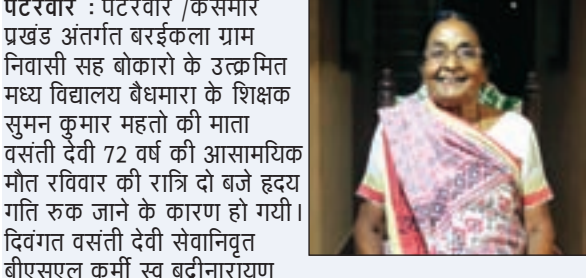 पेटरवार : पेटरवार /कसमार
प्रखंड अंतर्गत बरईकला ग्राम
निवासी सह बोकारो के उत्क्रमित
मध्य विद्यालय बैधमारा के शिक्षक
सुमन कुमार महतो की माता
वसंती देवी 72 वर्ष की आसामयिक
मौत रविवार की रात्रि दो बजे हृदय
गति रुक जाने के कारण हो गयी।
दिवंगत वसंती देवी सेवानिवृत
बीएसएल कर्मी स्व बद्रीनारायण